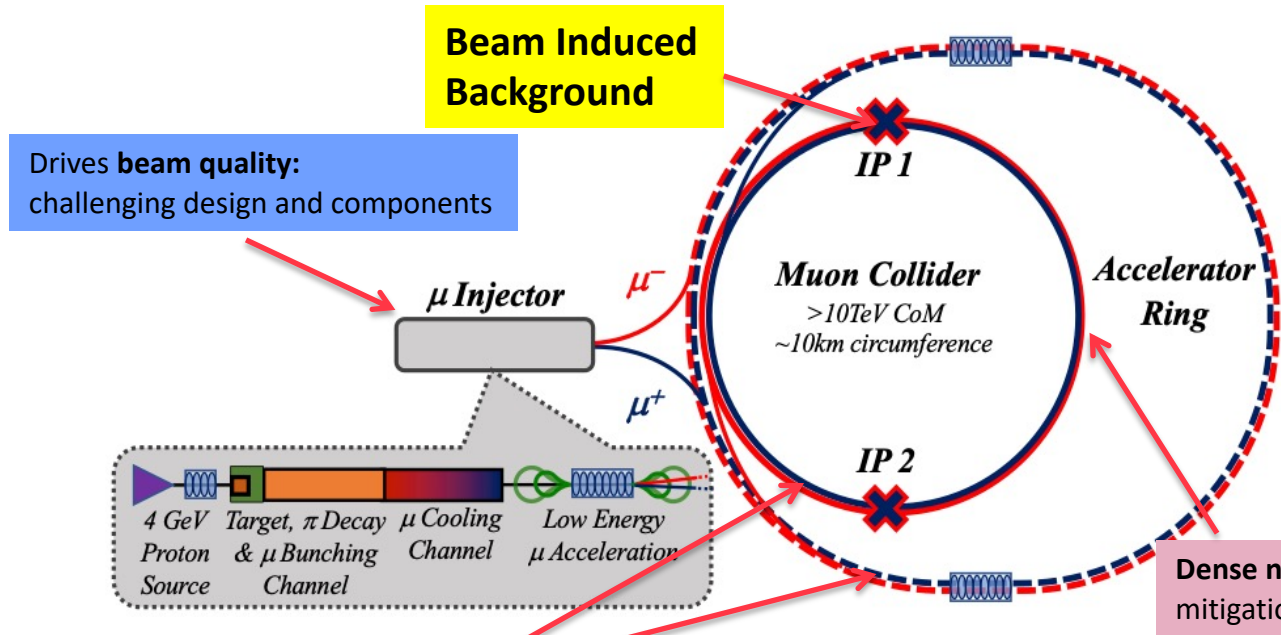 Beam Induced
Background
Drives beam quality:
challenging design and components
IP 1
μ Injector
μ−
μ+
Muon Collider
>10TeV CoM
~10km circumference
Accelerator
Ring
IP 2
4 GeV
Proton
Source
Target, π Decay
& μ Bunching
Channel
μ Cooling
Channel
Low Energy
μ Acceleration
Dense